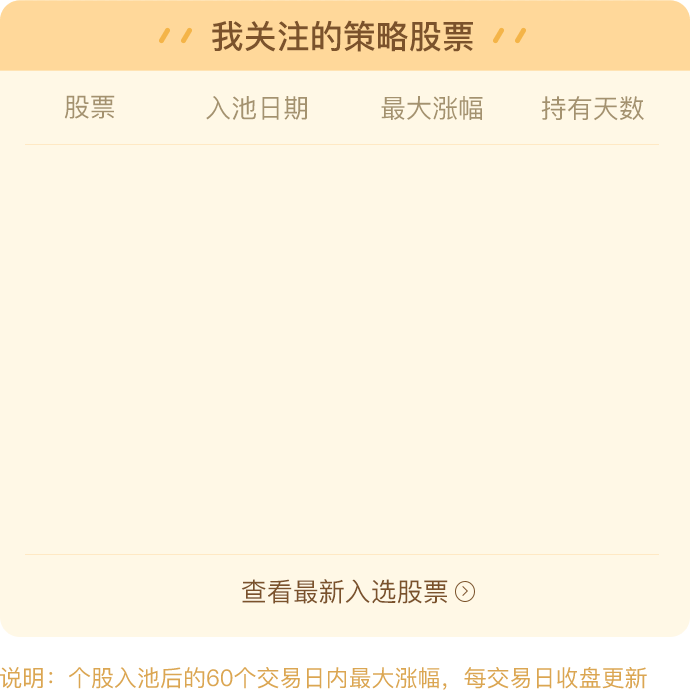 我关注的策略股票
股票 入池日期 最大涨幅 持有天数
查看最新入选股票
说明：个股入池后的60个交易日内最大涨幅，每交易日收盘更新